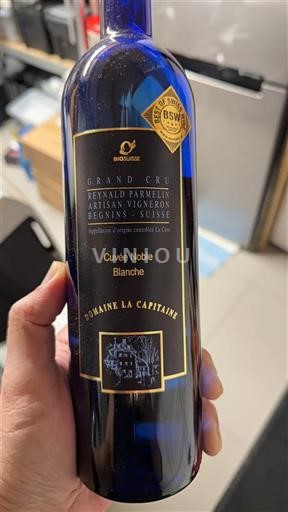 BIOSUISSE
BEST OF SWISS WINE
BSW
GRAND CRU
REYNALD PARMELIN
ARTISAN-VIGNERON
BEGNINS - SUISSE
Appellation d'origine contrôlée La Côte
VINIOU
Cuvée Noble
Blanche
DOMAINE LA CAPITAINE